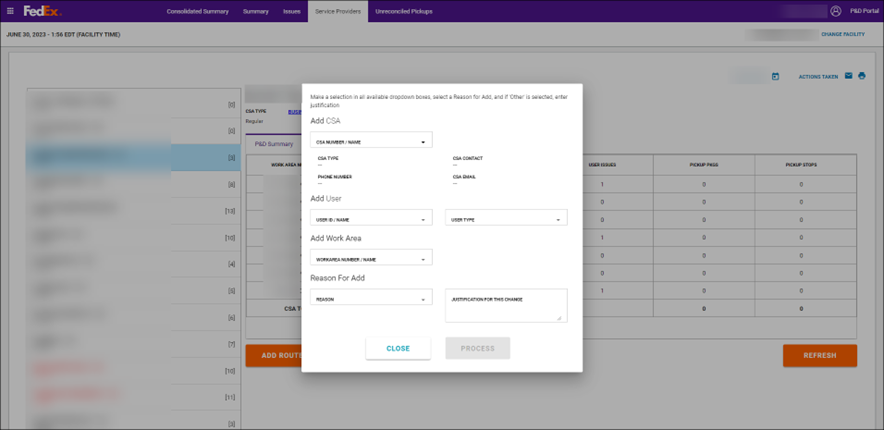 FedEx
Consolidated Summary
Summary
Issues
Service Providers
Unreconciled Pickups
P&D Portal
JUNE 30, 2023 - 1:56 EDT (FACILITY TIME)
CHANGE FACILITY
ACTIONS TAKEN
[0]
[0]
[3]
[8]
[13]
[10]
[4]
[5]
[6]
[7]
[10]
[11]
[3]
CSA TYPE
Regular
P&D Summary
WORK AREA
USER ISSUES
PICKUP PASS
PICKUP STOPS
1
0
0
0
0
0
0
0
0
1
0
0
0
0
0
0
0
0
1
0
0
CSA
0
0
ADD ROUT
REFRESH
Make a selection in all available dropdown boxes, select a Reason for Add, and if 'Other' is selected, enter
justification
Add CSA
CSA NUMBER / NAME
CSA TYPE
--
CSA CONTACT
--
PHONE NUMBER
--
CSA EMAIL
--
Add User
USER ID / NAME
USER TYPE
Add Work Area
WORKAREA NUMBER / NAME
Reason For Add
REASON
JUSTIFICATION FOR THIS CHANGE
CLOSE
PROCESS